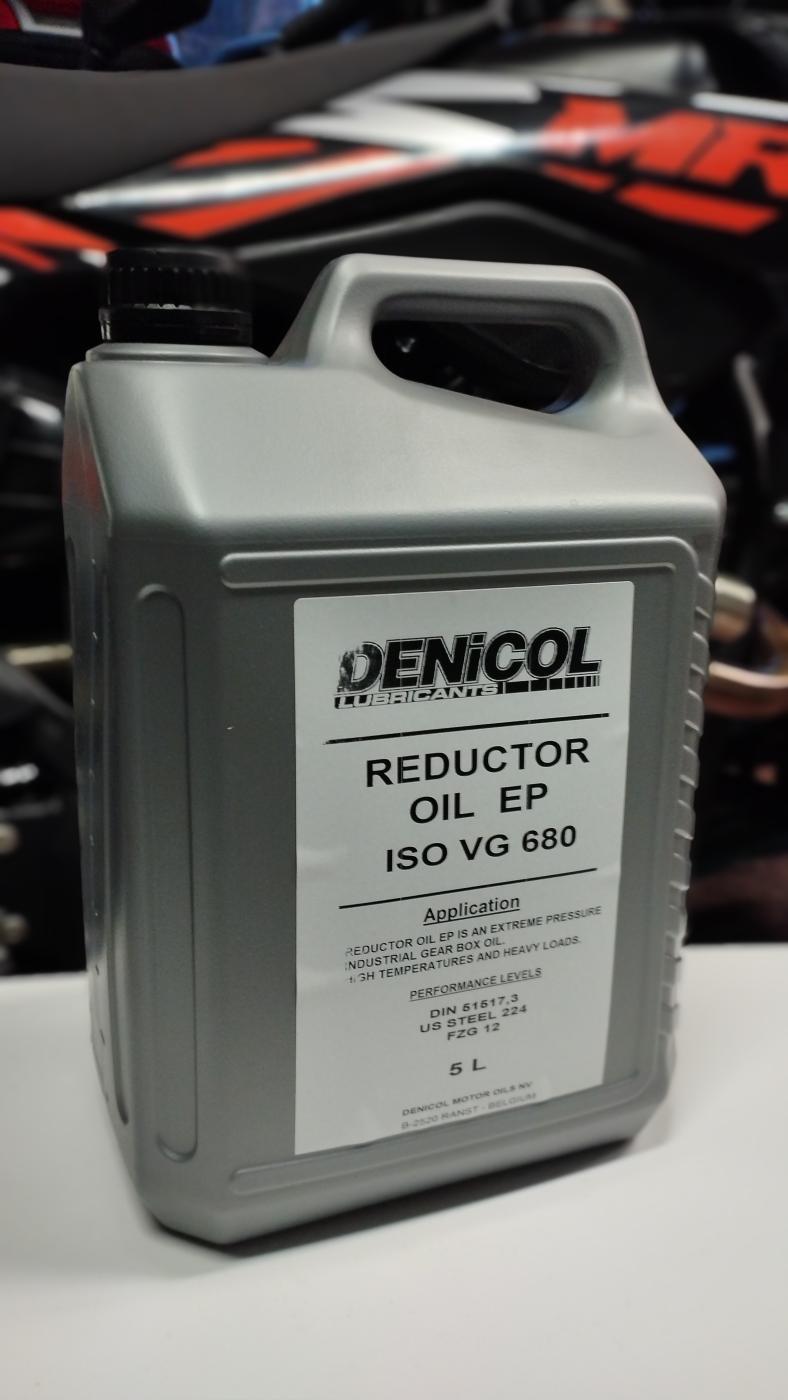 MR
DENiCOL
LUBRICANTS
REDUCTOR
OIL EP
ISO VG 680
Application
REDUCTOR OIL EP IS AN EXTREME PRESSURE
INDUSTRIAL GEAR BOX OIL.
HIGH TEMPERATURES AND HEAVY LOADS.
PERFORMANCE LEVELS
DIN 51517,3
US STEEL 224
FZG 12
5 L
DENICOL MOTOR OILS NV
B-2520 RANST - BELGIUM